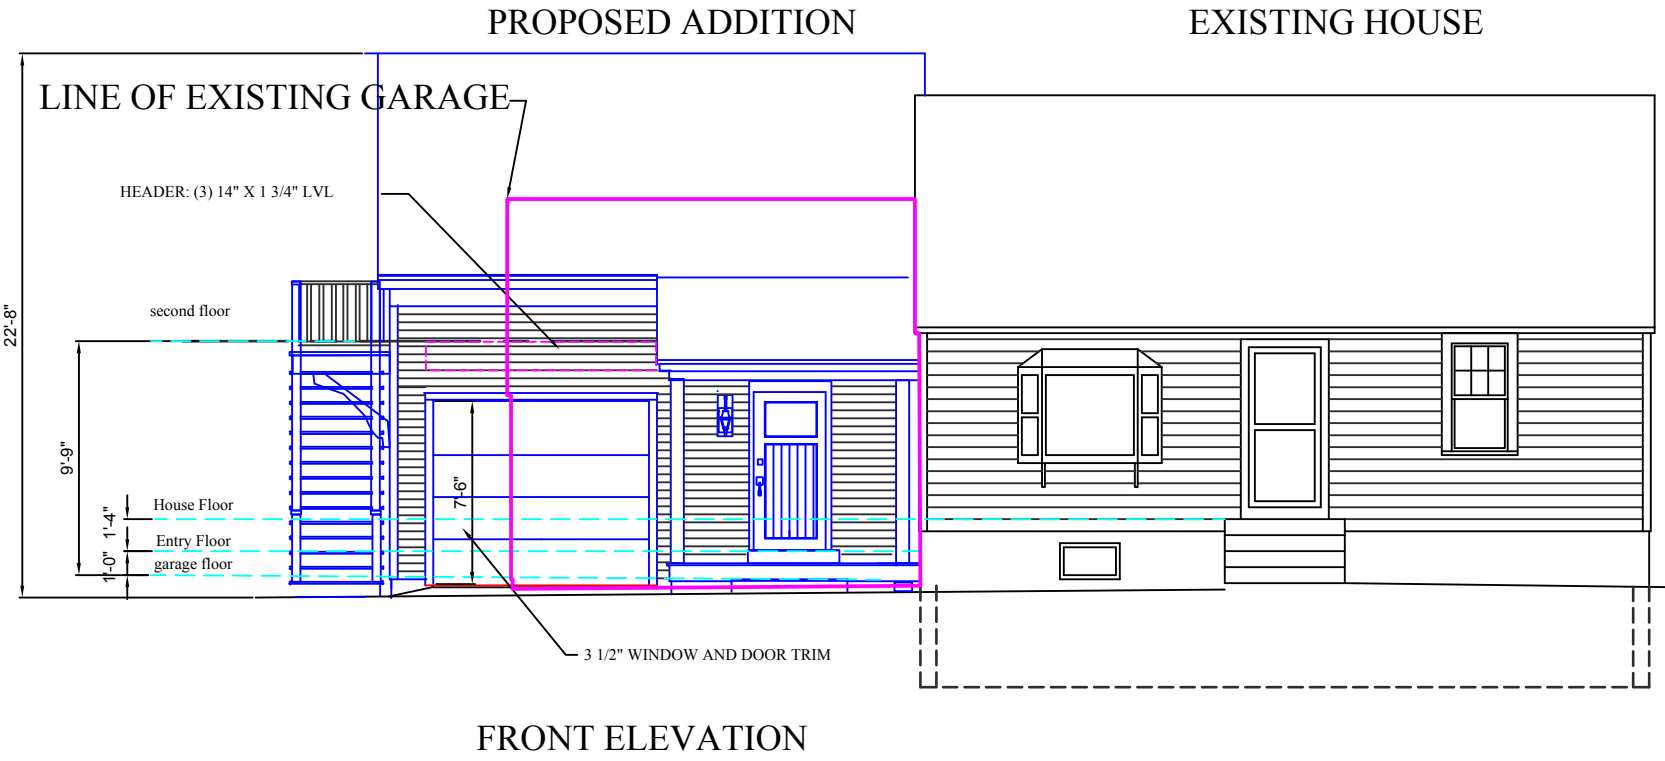 PROPOSED ADDITION
EXISTING HOUSE
LINE OF EXISTING GARAGE
HEADER: (3) 14" X 1 3/4" LVL
22'-8"
second floor
9'-9"
7'-6"
House Floor
1'-4"
Entry Floor
garage floor
1'-0"
3 1/2" WINDOW AND DOOR TRIM
FRONT ELEVATION